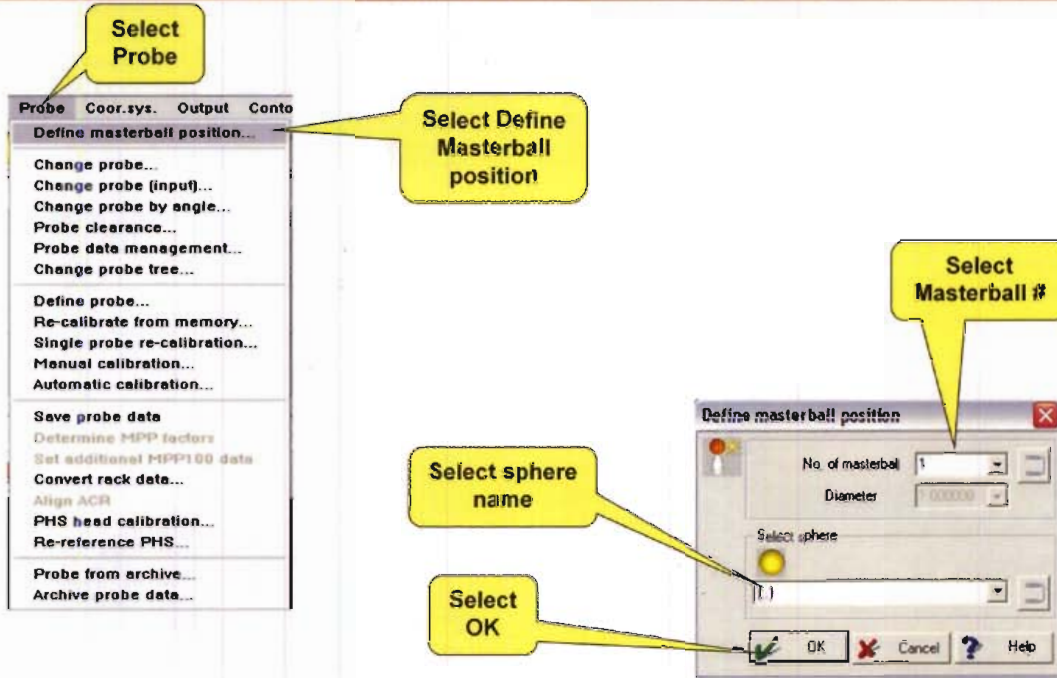 Select
Probe
Probe Coor.sys. Output Conto
Define masterball position...
Select Define
Masterball
position
Change probe...
Change probe (input)...
Change probe by angle...
Probe clearance...
Probe data management...
Change probe tree...
Define probe...
Re-calibrate from memory...
Single probe re-calibration...
Manual calibration...
Automatic calibration...
Save probe data
Determine MPP factors
Set additional MPP100 data
Convert rack data...
Align ACR
PHS head calibration...
Re-reference PHS...
Probe from archive...
Archive probe data...
Select
Masterball #
Define masterball position
No. of masterball 1
Diameter 1.000000
Select sphere
name
Select sphere
( )
Select
OK
OK Cancel Help